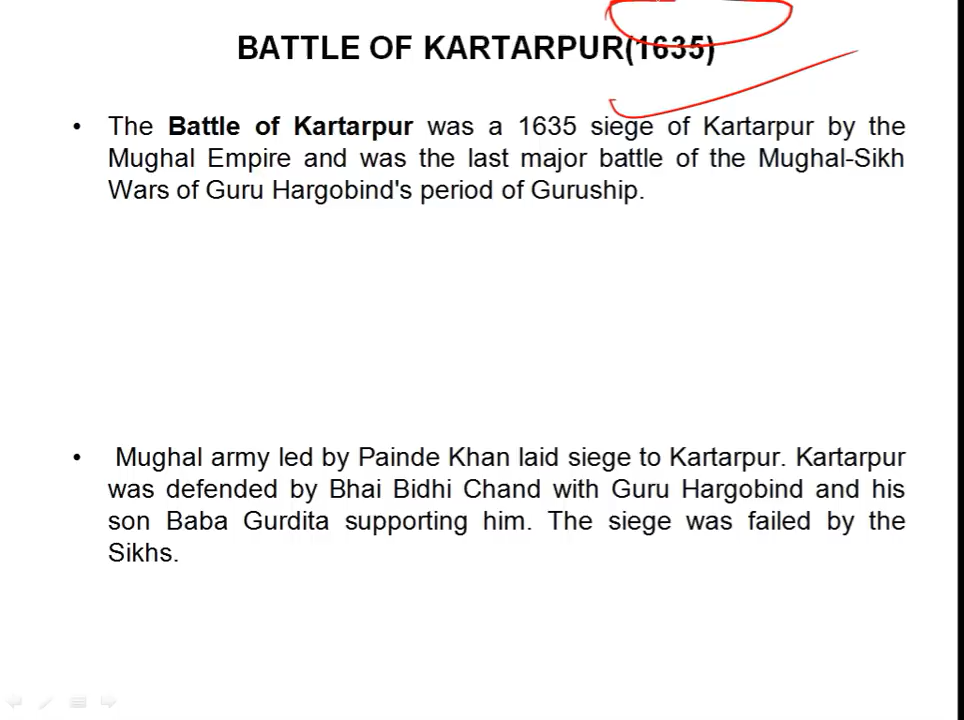 BATTLE OF KARTARPUR(1635)
• The Battle of Kartarpur was a 1635 siege of Kartarpur by the
Mughal Empire and was the last major battle of the Mughal-Sikh
Wars of Guru Hargobind's period of Guruship.
• Mughal army led by Painde Khan laid siege to Kartarpur. Kartarpur
was defended by Bhai Bidhi Chand with Guru Hargobind and his
son Baba Gurdita supporting him. The siege was failed by the
Sikhs.